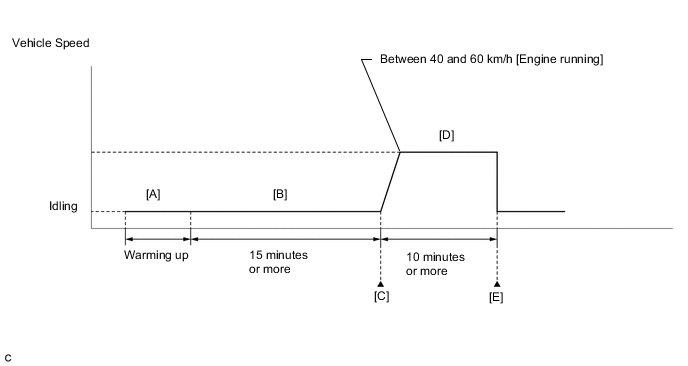 Vehicle Speed
Between 40 and 60 km/h [Engine running]
[D]
[A]
[B]
Idling
Warming up
15 minutes
or more
10 minutes
or more
[C]
[E]
c